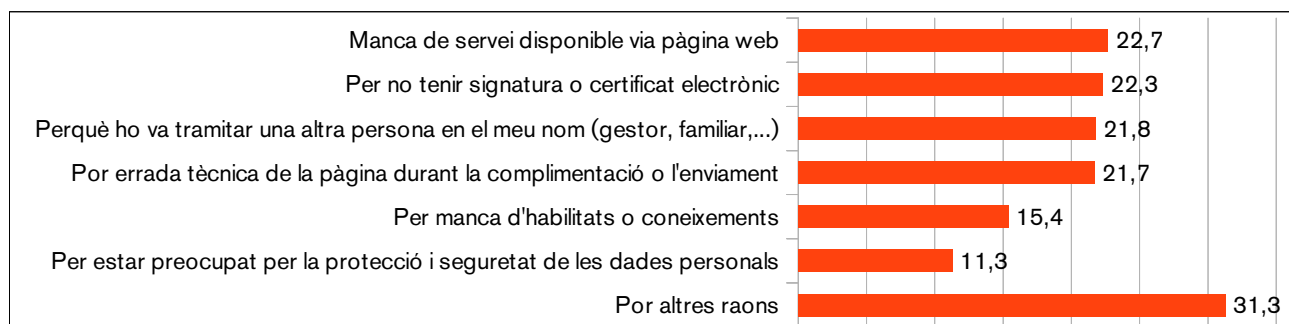 Manca de servei disponible via pàgina web 22,7
Per no tenir signatura o certificat electrònic 22,3
Perquè ho va tramitar una altra persona en el meu nom (gestor, familiar,...) 21,8
Por errada tècnica de la pàgina durant la complimentació o l'enviament 21,7
Per manca d'habilitats o coneixements 15,4
Per estar preocupat per la protecció i seguretat de les dades personals 11,3
Por altres raons 31,3